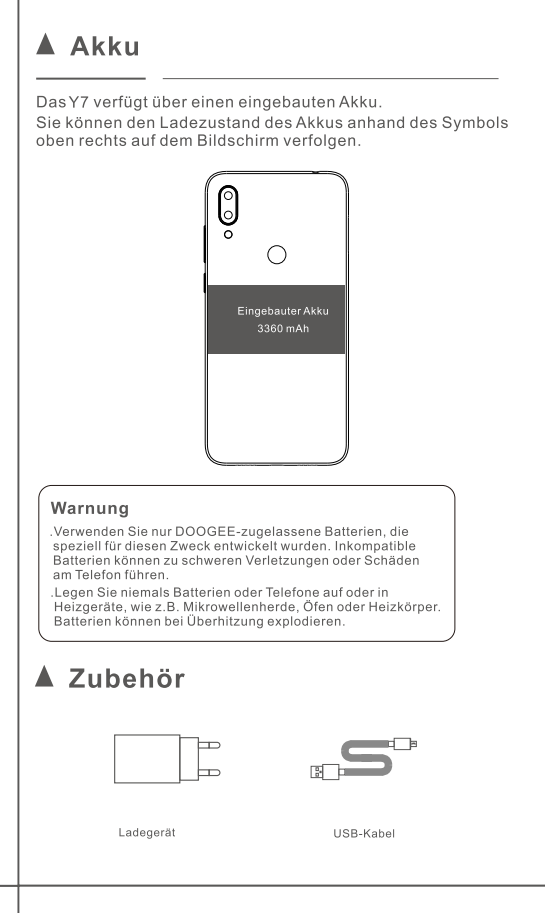 Akku
Das Y7 verfügt über einen eingebauten Akku.
Sie können den Ladezustand des Akkus anhand des Symbols
oben rechts auf dem Bildschirm verfolgen.
Eingebauter Akku
3360 mAh
Warnung
.Verwenden Sie nur DOOGEE-zugelassene Batterien, die
speziell für diesen Zweck entwickelt wurden. Inkompatible
Batterien können zu schweren Verletzungen oder Schäden
am Telefon führen.
.Legen Sie niemals Batterien oder Telefone auf oder in
Heizgeräte, wie z.B. Mikrowellenherde, Öfen oder Heizkörper.
Batterien können bei Überhitzung explodieren.
Zubehör
Ladegerät
USB-Kabel